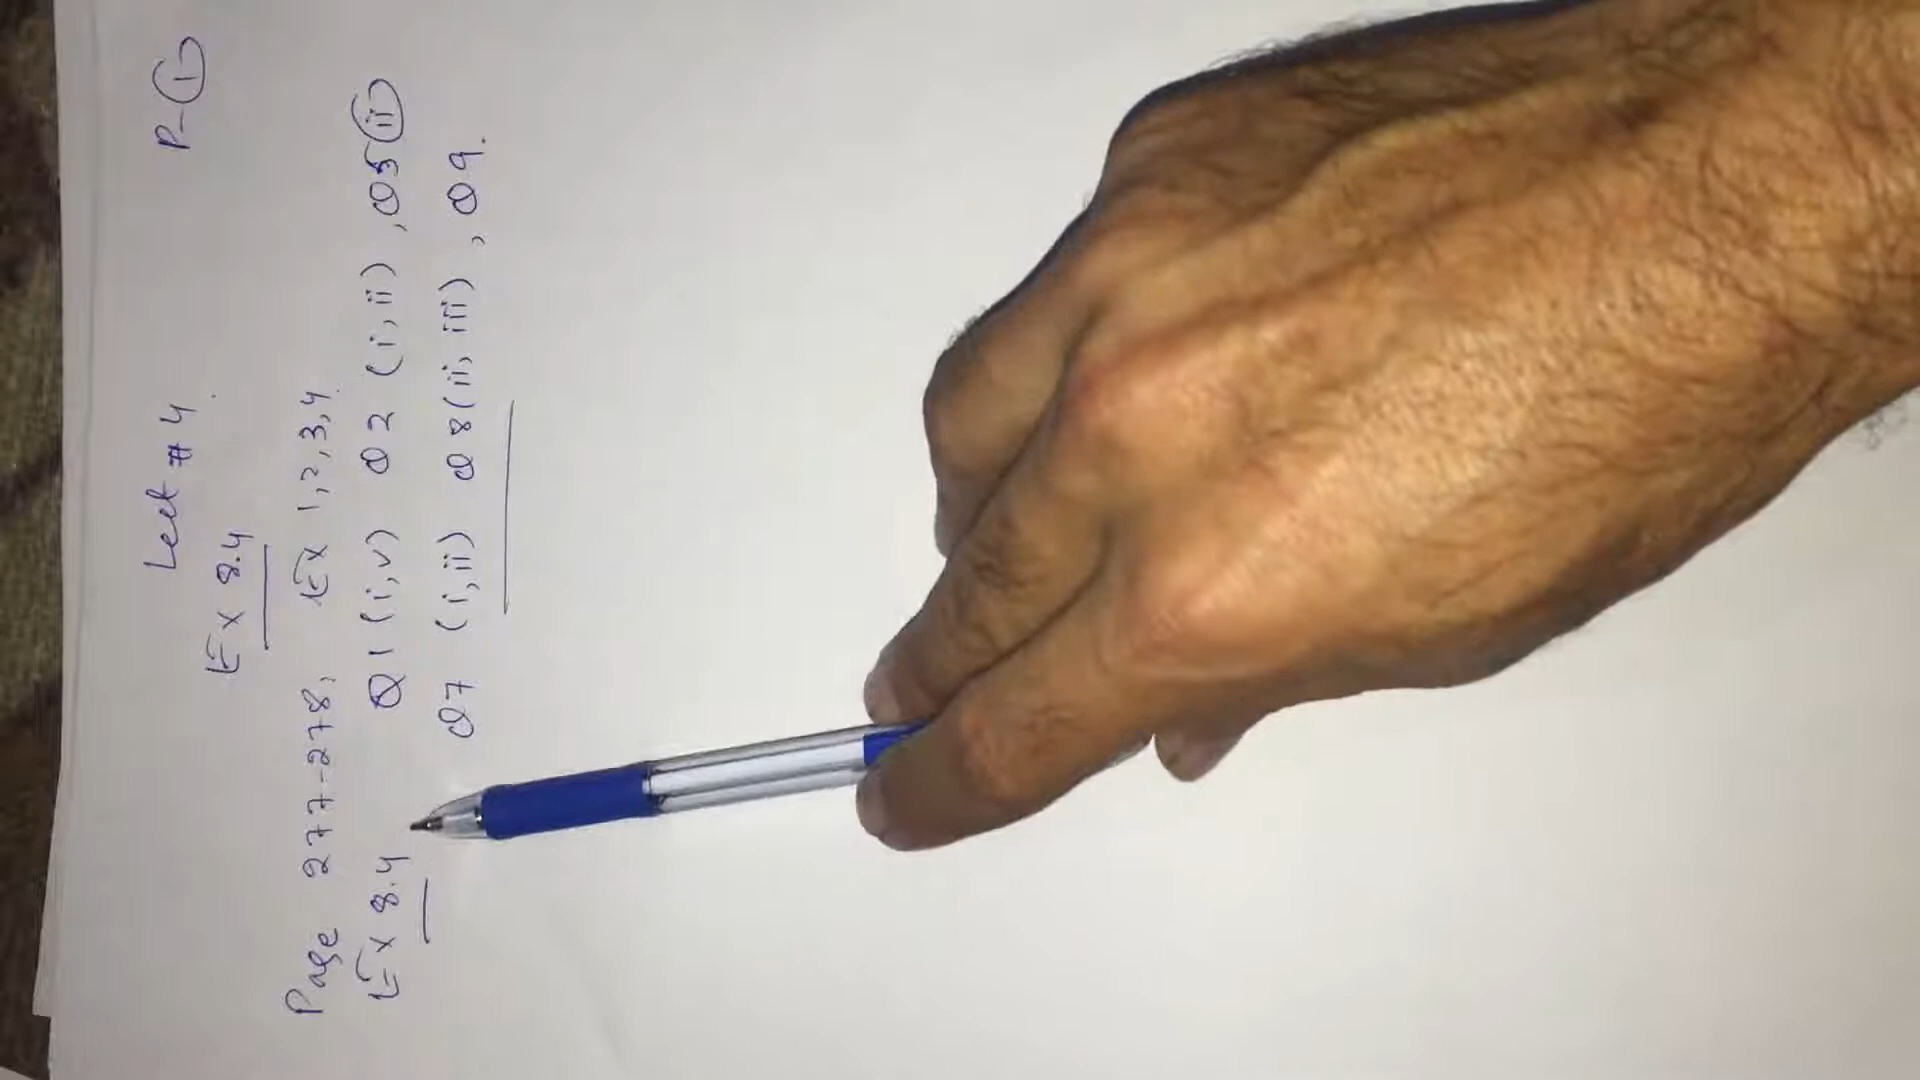 Lect # 4 P-(1)
Ex 8.4
Page 277-278, Ex 1,2,3,4
Ex 8.4 Q1(i,v) Q2(i,ii), Q5(ii)
Q7 (i,ii) Q8(ii,iii), Q9.